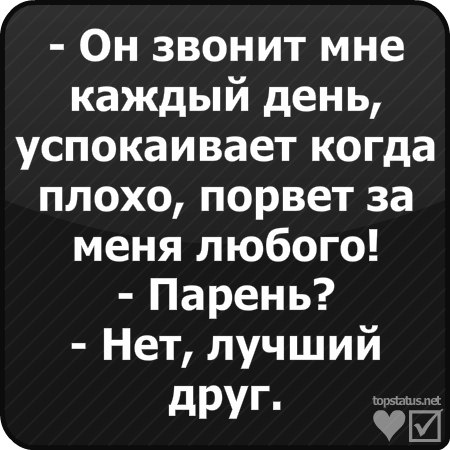 - Он звонит мне
каждый день,
успокаивает когда
плохо, порвет за
меня любого!
- Парень?
- Нет, лучший
друг.
topstatus.net